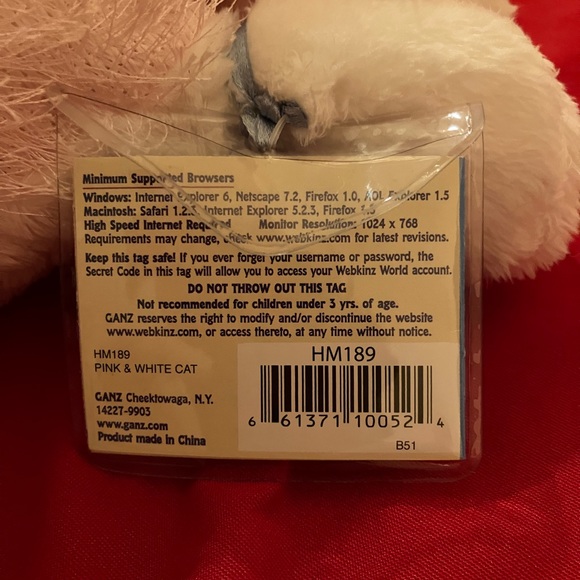 Minimum Supported Browsers
Windows: Internet Explorer 6, Netscape 7.2, Firefox 1.0, AOL Explorer 1.5
Macintosh: Safari 1.2.3, Internet Explorer 5.2.3, Firefox
High Speed Internet Required Monitor Resolution: 1024 x 768
Requirements may change, check www.webkinz.com for latest revisions.
Keep this tag safe! If you ever forget your username or password, the
Secret Code in this tag will allow you to access your Webkinz World account.
DO NOT THROW OUT THIS TAG
Not recommended for children under 3 yrs. of age.
GANZ reserves the right to modify and/or discontinue the website
www.webkinz.com, or access thereto, at any time without notice.
HM189
PINK & WHITE CAT
GANZ Cheektowaga, N.Y.
14227-9903
www.ganz.com
Product made in China
HM189
6 61371 10052 4
B51